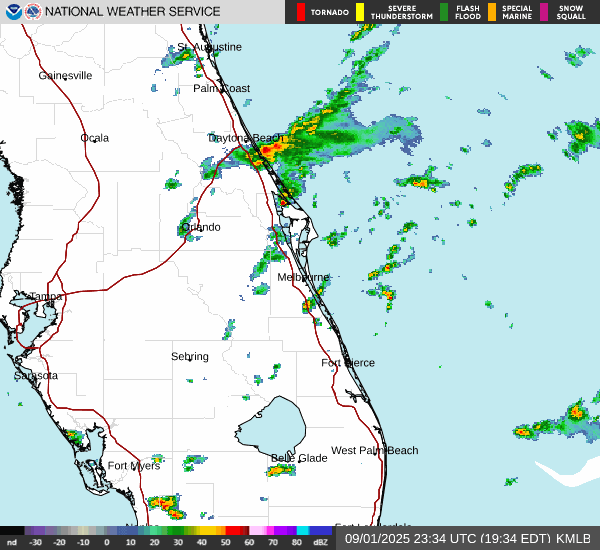 NATIONAL WEATHER SERVICE
TORNADO
SEVERE THUNDERSTORM
FLASH FLOOD
SPECIAL MARINE
SNOW SQUALL
St. Augustine
Gainesville
Palm Coast
Ocala
Daytona Beach
Orlando
Melbourne
Tampa
Sebring
Fort Pierce
Sarasota
West Palm Beach
Belle Glade
Fort Myers
nd -30 -20 -10 0 10 20 30 40 50 60 70 80 dBZ
09/01/2025 23:34 UTC (19:34 EDT) KMLB